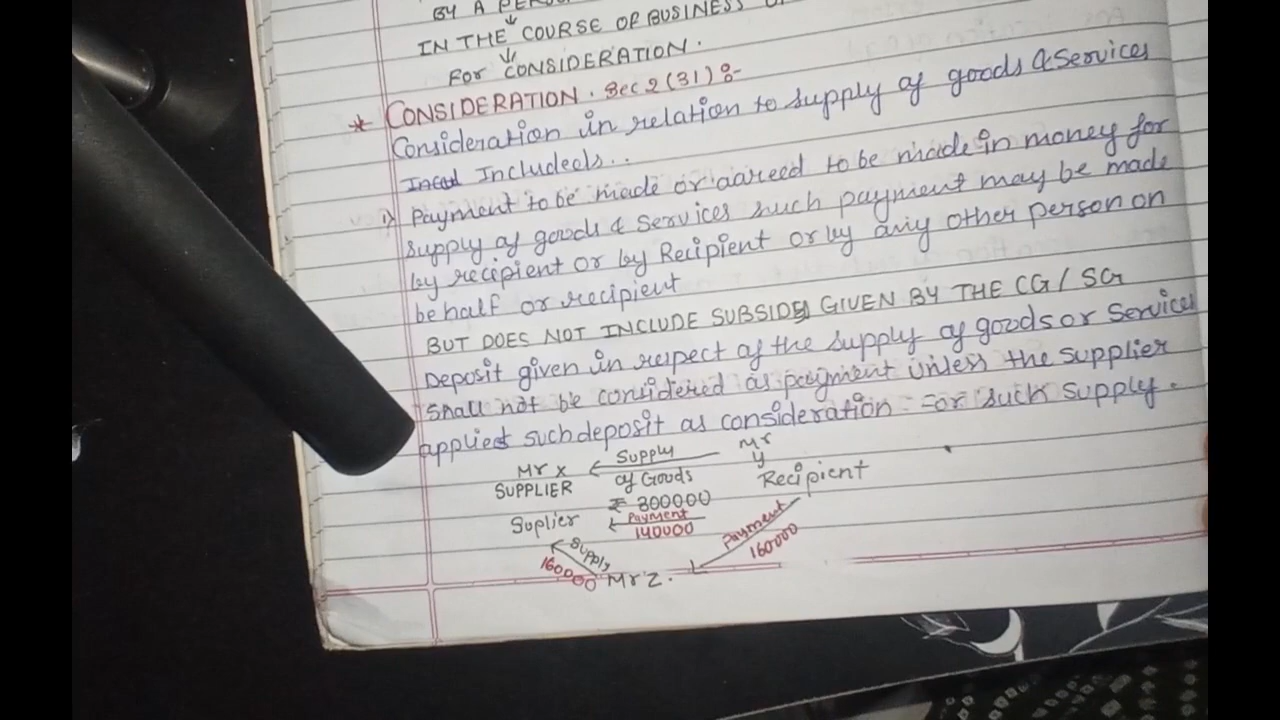 BY A PERSO
IN THE COURSE OF BUSINESS
FOR CONSIDERATION.
* CONSIDERATION. Sec 2 (31) :-
Consideration in relation to supply of goods & Services
Includeds..
i) Payment to be made or aareed to be made in money for
supply of goods & Services such payment may be made
by recipient or by Recipient or by any other person on
behalf or recipient
BUT DOES NOT INCLUDE SUBSIDY GIVEN BY THE CG / SG
Deposit given in respect of the supply of goods or Services
Shall not be considered as payment unless the supplier
applied such deposit as consideration for such supply.
Mr X
SUPPLIER
Supply
of Goods
₹ 300000
Mr
y
Recipient
Suplier
Payment
140000
Payment
160000
Supply
160000
Mr Z.